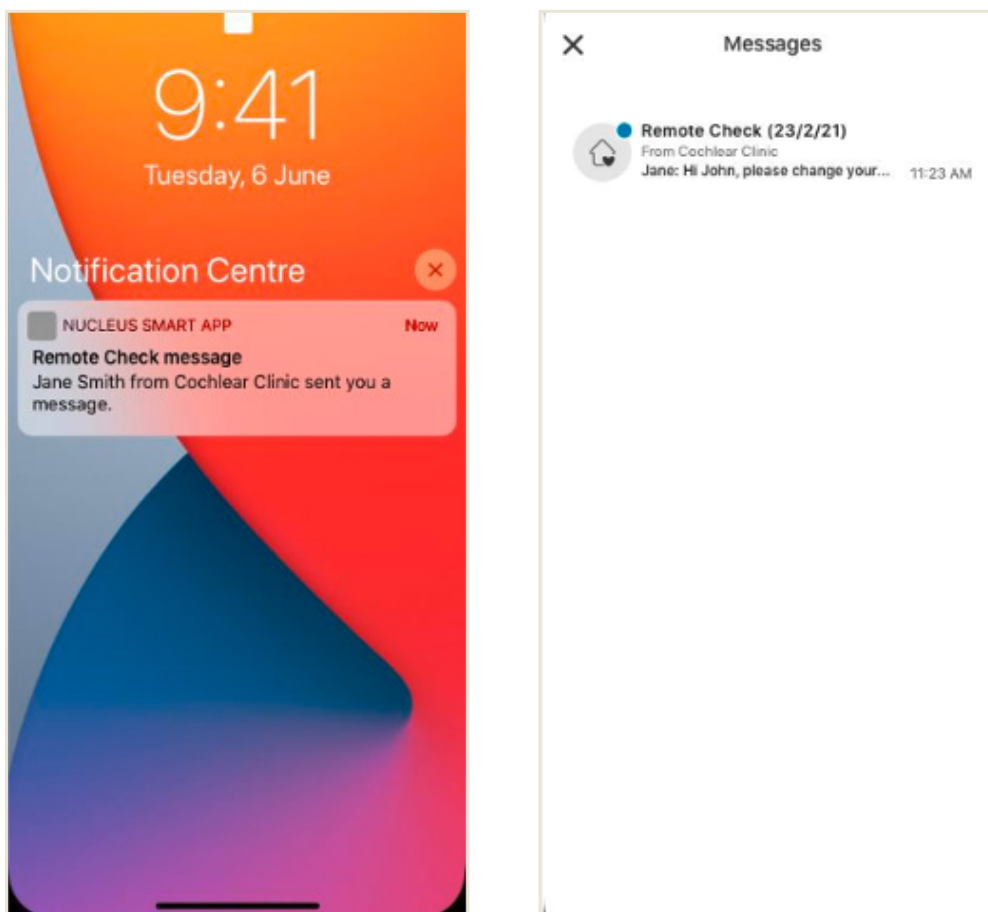 9:41
Tuesday, 6 June
Notification Centre
NUCLEUS SMART APP Now
Remote Check message
Jane Smith from Cochlear Clinic sent you a
message.
Messages
Remote Check (23/2/21)
From Cochlear Clinic
Jane: Hi John, please change your... 11:23 AM